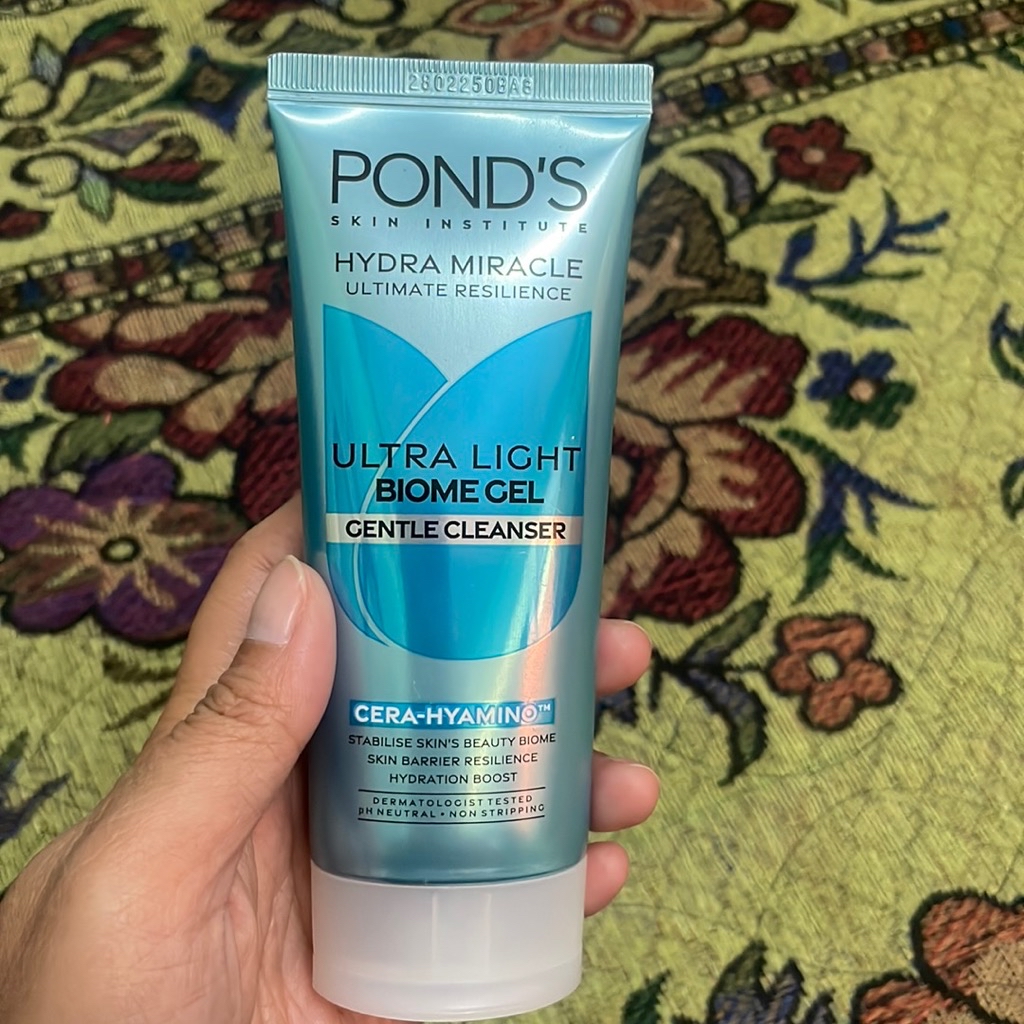 POND'S
SKIN INSTITUTE
HYDRA MIRACLE
ULTIMATE RESILIENCE
ULTRA LIGHT
BIOME GEL
GENTLE CLEANSER
CERA-HYAMINO™
STABILISE SKIN'S BEAUTY BIOME
SKIN BARRIER RESILIENCE
HYDRATION BOOST
DERMATOLOGIST TESTED
pH NEUTRAL • NON STRIPPING